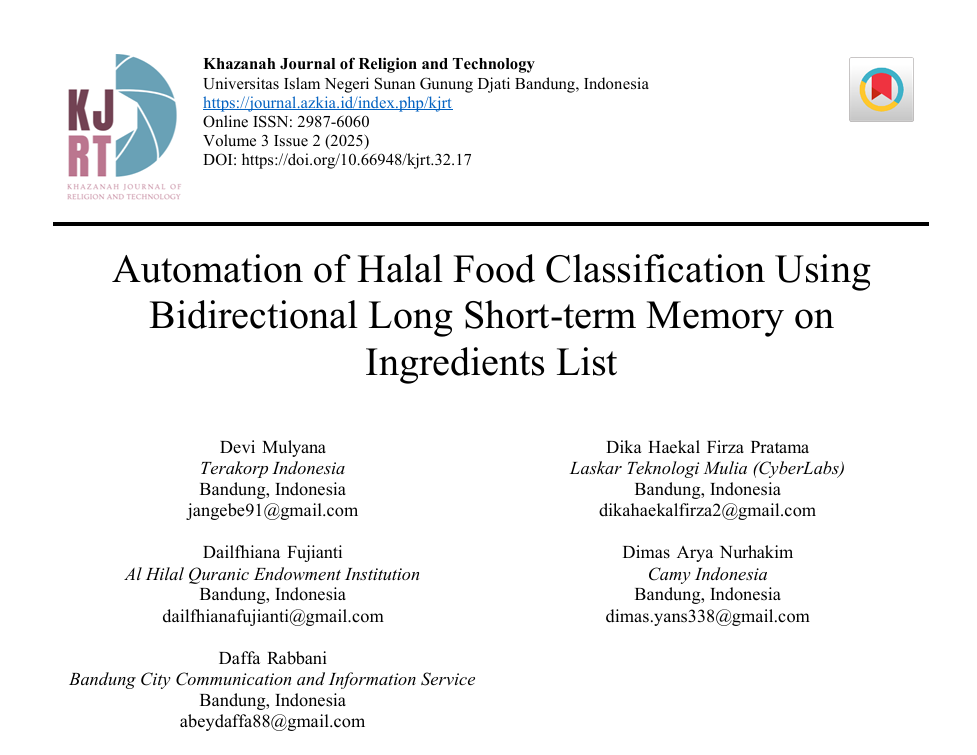 KJ
RT
KHAZANAH JOURNAL OF
RELIGION AND TECHNOLOGY
Khazanah Journal of Religion and Technology
Universitas Islam Negeri Sunan Gunung Djati Bandung, Indonesia
https://journal.azkia.id/index.php/kjrt
Online ISSN: 2987-6060
Volume 3 Issue 2 (2025)
DOI: https://doi.org/10.66948/kjrt.32.17
Automation of Halal Food Classification Using
Bidirectional Long Short-term Memory on
Ingredients List
Devi Mulyana
Terakorp Indonesia
Bandung, Indonesia
jangebe91@gmail.com
Dika Haekal Firza Pratama
Laskar Teknologi Mulia (CyberLabs)
Bandung, Indonesia
dikahaekalfirza2@gmail.com
Dailfhiana Fujianti
Al Hilal Quranic Endowment Institution
Bandung, Indonesia
dailfhianafujianti@gmail.com
Dimas Arya Nurhakim
Camy Indonesia
Bandung, Indonesia
dimas.yans338@gmail.com
Daffa Rabbani
Bandung City Communication and Information Service
Bandung, Indonesia
abeydaffa88@gmail.com